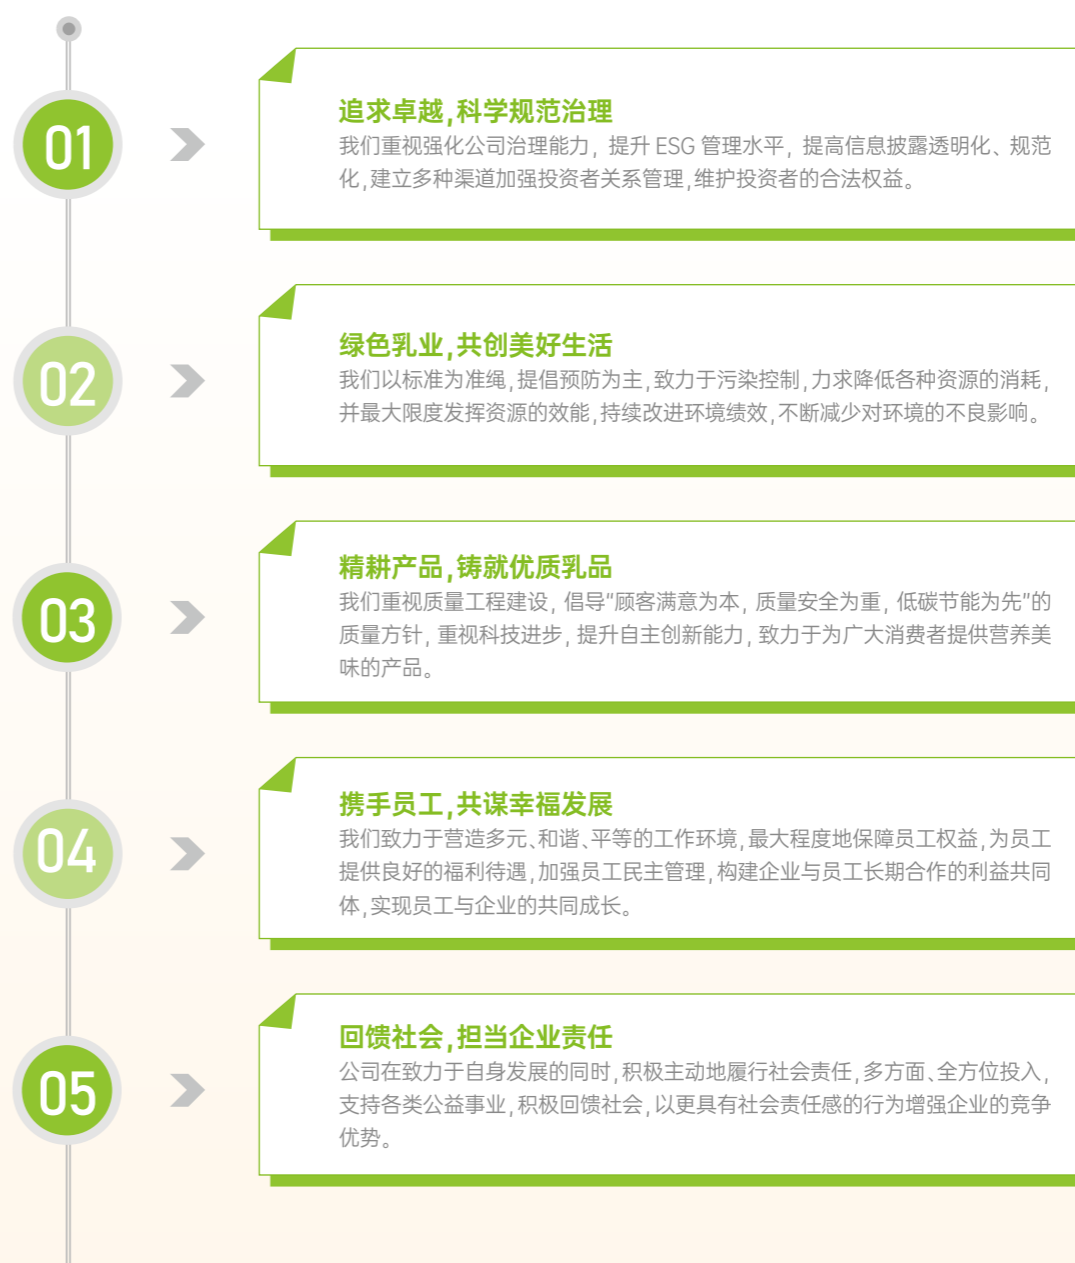 01
追求卓越,科学规范治理
我们重视强化公司治理能力, 提升 ESG 管理水平, 提高信息披露透明化、规范
化,建立多种渠道加强投资者关系管理,维护投资者的合法权益。
02
绿色乳业,共创美好生活
我们以标准为准绳,提倡预防为主,致力于污染控制,力求降低各种资源的消耗,
并最大限度发挥资源的效能,持续改进环境绩效,不断减少对环境的不良影响。
03
精耕产品,铸就优质乳品
我们重视质量工程建设, 倡导“顾客满意为本, 质量安全为重, 低碳节能为先”的
质量方针, 重视科技进步, 提升自主创新能力, 致力于为广大消费者提供营养美
味的产品。
04
携手员工,共谋幸福发展
我们致力于营造多元、和谐、平等的工作环境,最大程度地保障员工权益,为员工
提供良好的福利待遇,加强员工民主管理,构建企业与员工长期合作的利益共同
体,实现员工与企业的共同成长。
05
回馈社会,担当企业责任
公司在致力于自身发展的同时,积极主动地履行社会责任,多方面、全方位投入,
支持各类公益事业,积极回馈社会,以更具有社会责任感的行为增强企业的竞争
优势。